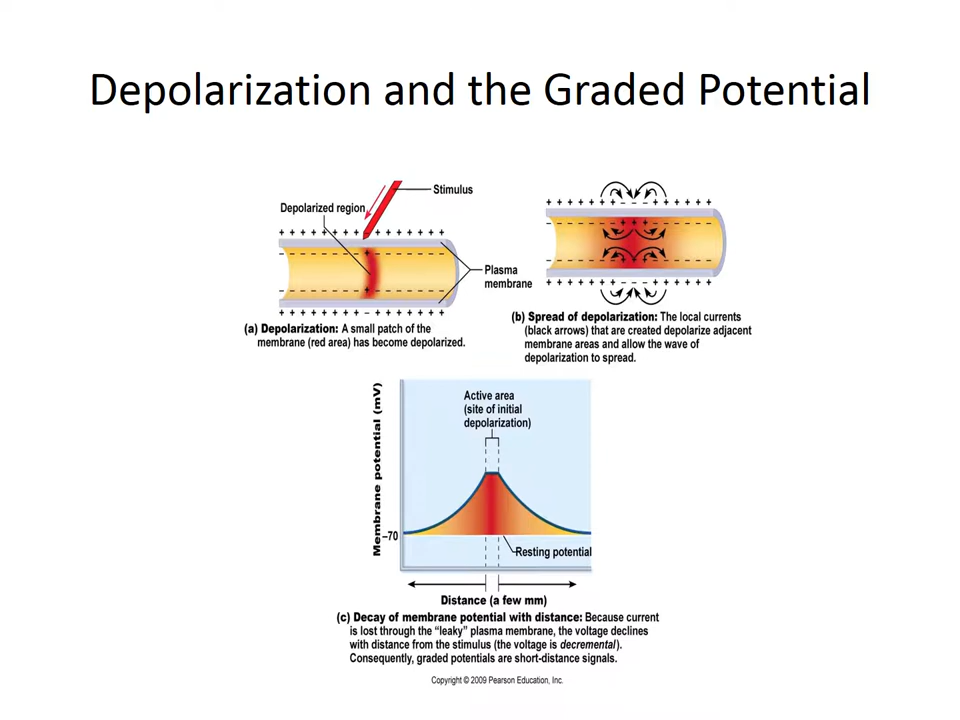 Depolarization and the Graded Potential
Stimulus
Depolarized region
Plasma
membrane
(a) Depolarization: A small patch of the
membrane (red area) has become depolarized.
(b) Spread of depolarization: The local currents
(black arrows) that are created depolarize adjacent
membrane areas and allow the wave of
depolarization to spread.
Membrane potential (mV)
Active area
(site of initial
depolarization)
–70
Resting potential
Distance (a few mm)
(c) Decay of membrane potential with distance: Because current
is lost through the “leaky” plasma membrane, the voltage declines
with distance from the stimulus (the voltage is decremental).
Consequently, graded potentials are short-distance signals.
Copyright © 2009 Pearson Education, Inc.